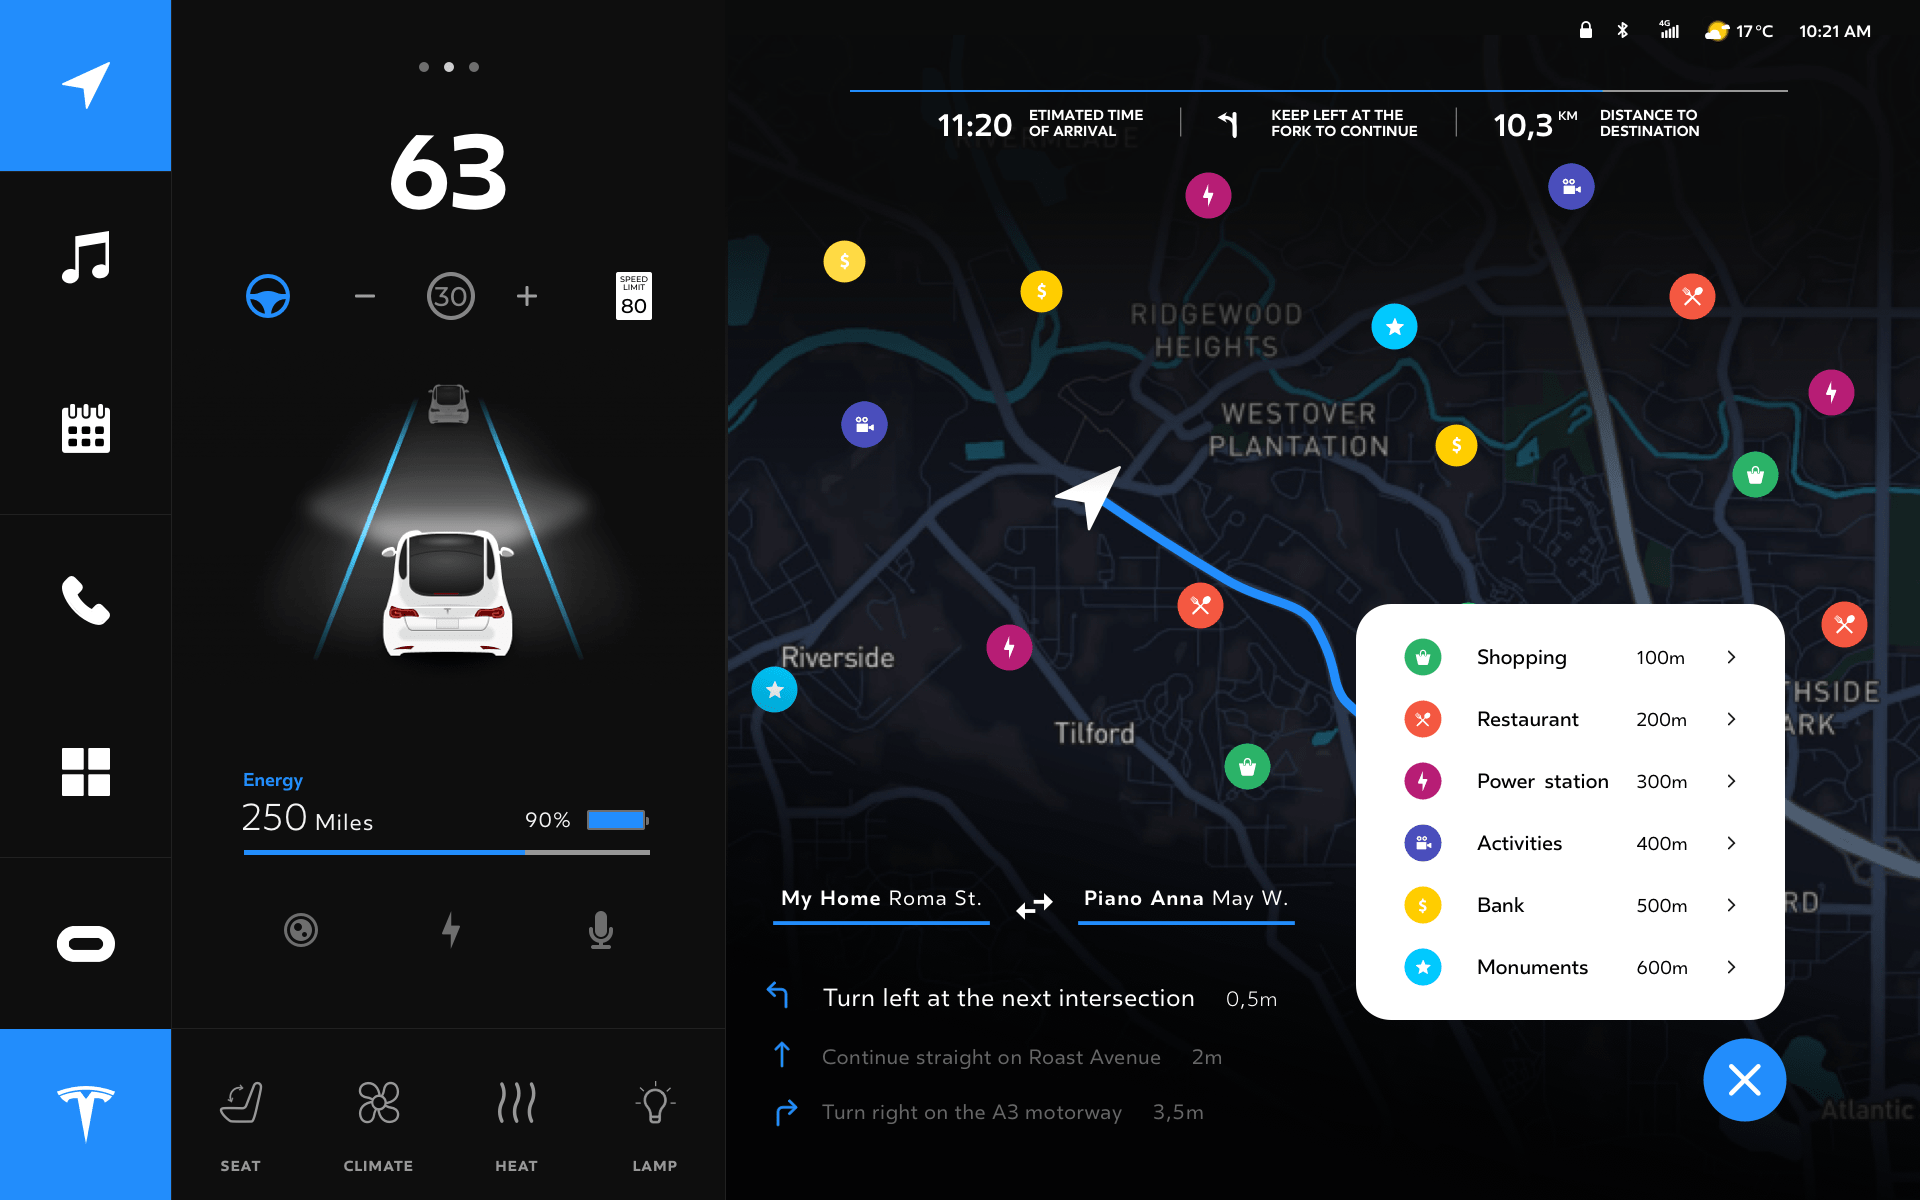 4G
17°C
10:21 AM
63
30
SPEED
LIMIT
80
Energy
250 Miles
90%
SEAT
CLIMATE
HEAT
LAMP
11:20
ETIMATED TIME
OF ARRIVAL
KEEP LEFT AT THE
FORK TO CONTINUE
10,3 KM
DISTANCE TO
DESTINATION
RIVERMEADE
RIDGEWOOD
HEIGHTS
WESTOVER
PLANTATION
Riverside
Tilford
HSIDE
ARK
RD
Atlantic
Shopping 100m
Restaurant 200m
Power station 300m
Activities 400m
Bank 500m
Monuments 600m
My Home Roma St.
Piano Anna May W.
Turn left at the next intersection 0,5m
Continue straight on Roast Avenue 2m
Turn right on the A3 motorway 3,5m